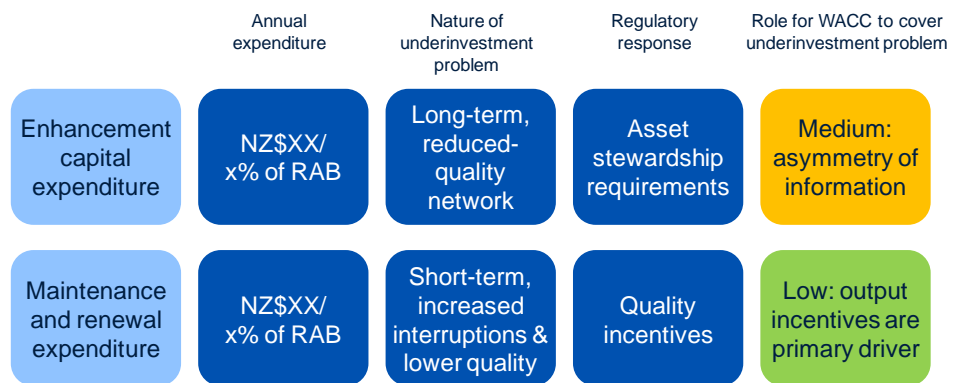 Annual
expenditure
Nature of
underinvestment
problem
Regulatory
response
Role for WACC to cover
underinvestment problem
Enhancement
capital
expenditure
NZ$XX/
x% of RAB
Long-term,
reduced-
quality
network
Asset
stewardship
requirements
Medium:
asymmetry of
information
Maintenance
and renewal
expenditure
NZ$XX/
x% of RAB
Short-term,
increased
interruptions &
lower quality
Quality
incentives
Low: output
incentives are
primary driver